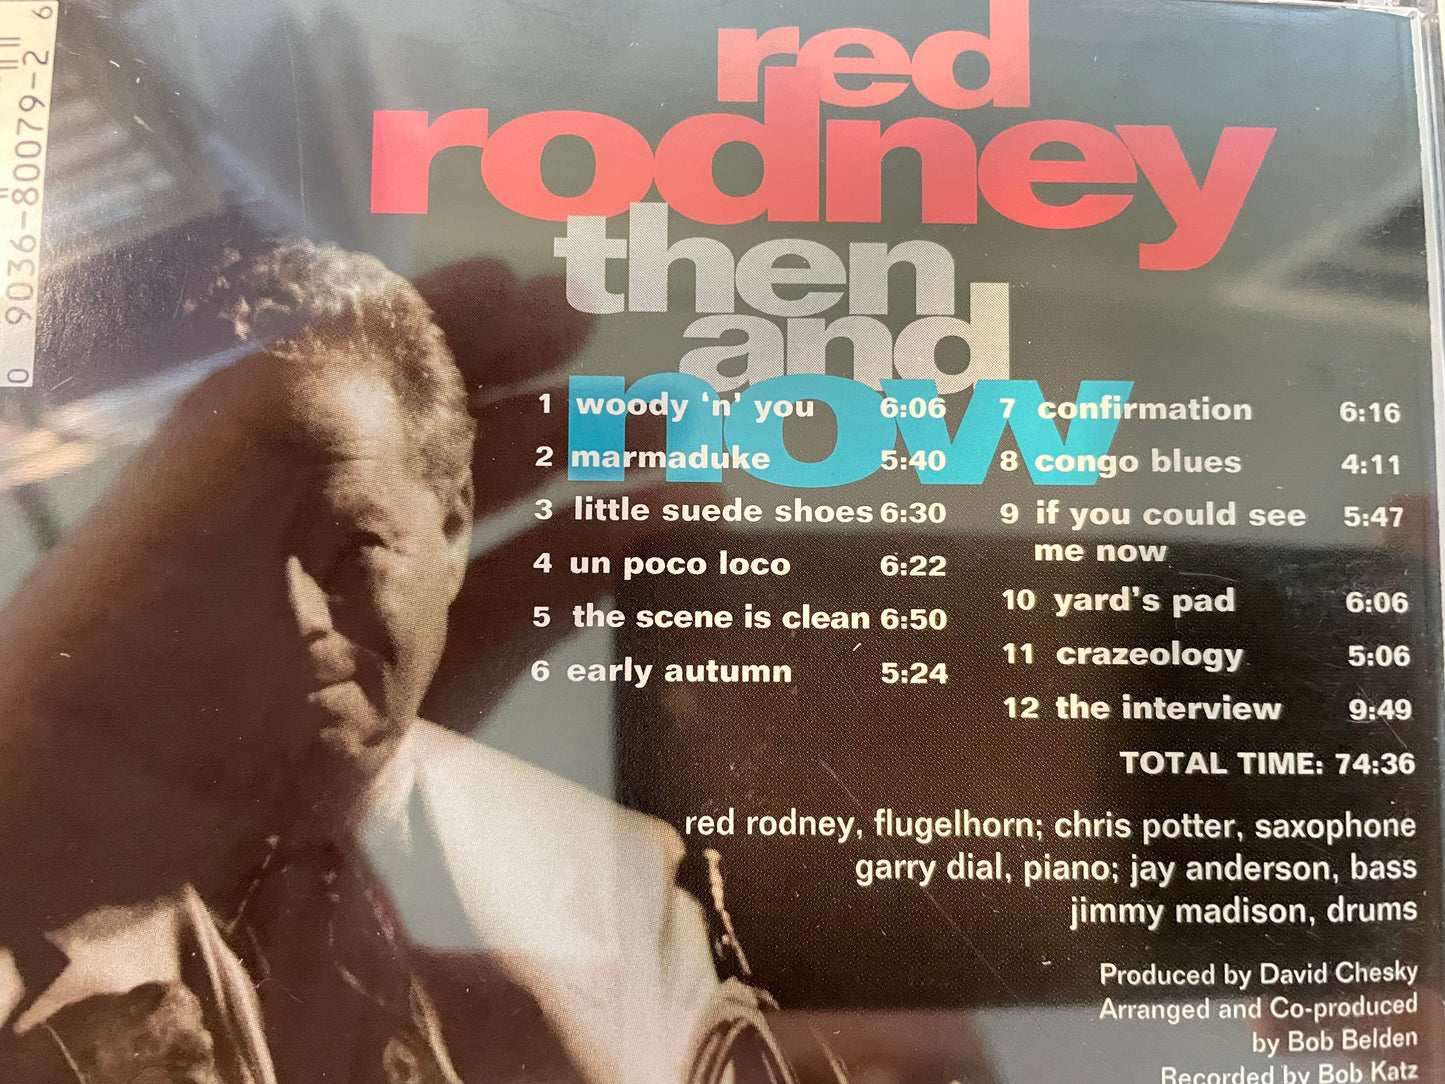 red
rodney
then
and
now
1 woody ‘n’ you 6:06
2 marmaduke 5:40
3 little suede shoes 6:30
4 un poco loco 6:22
5 the scene is clean 6:50
6 early autumn 5:24
7 confirmation 6:16
8 congo blues 4:11
9 if you could see 5:47
me now
10 yard’s pad 6:06
11 crazeology 5:06
12 the interview 9:49
TOTAL TIME: 74:36
red rodney, flugelhorn; chris potter, saxophone
garry dial, piano; jay anderson, bass
jimmy madison, drums
Produced by David Chesky
Arranged and Co-produced
by Bob Belden
Recorded by Bob Katz
0 9036-80079-2 6